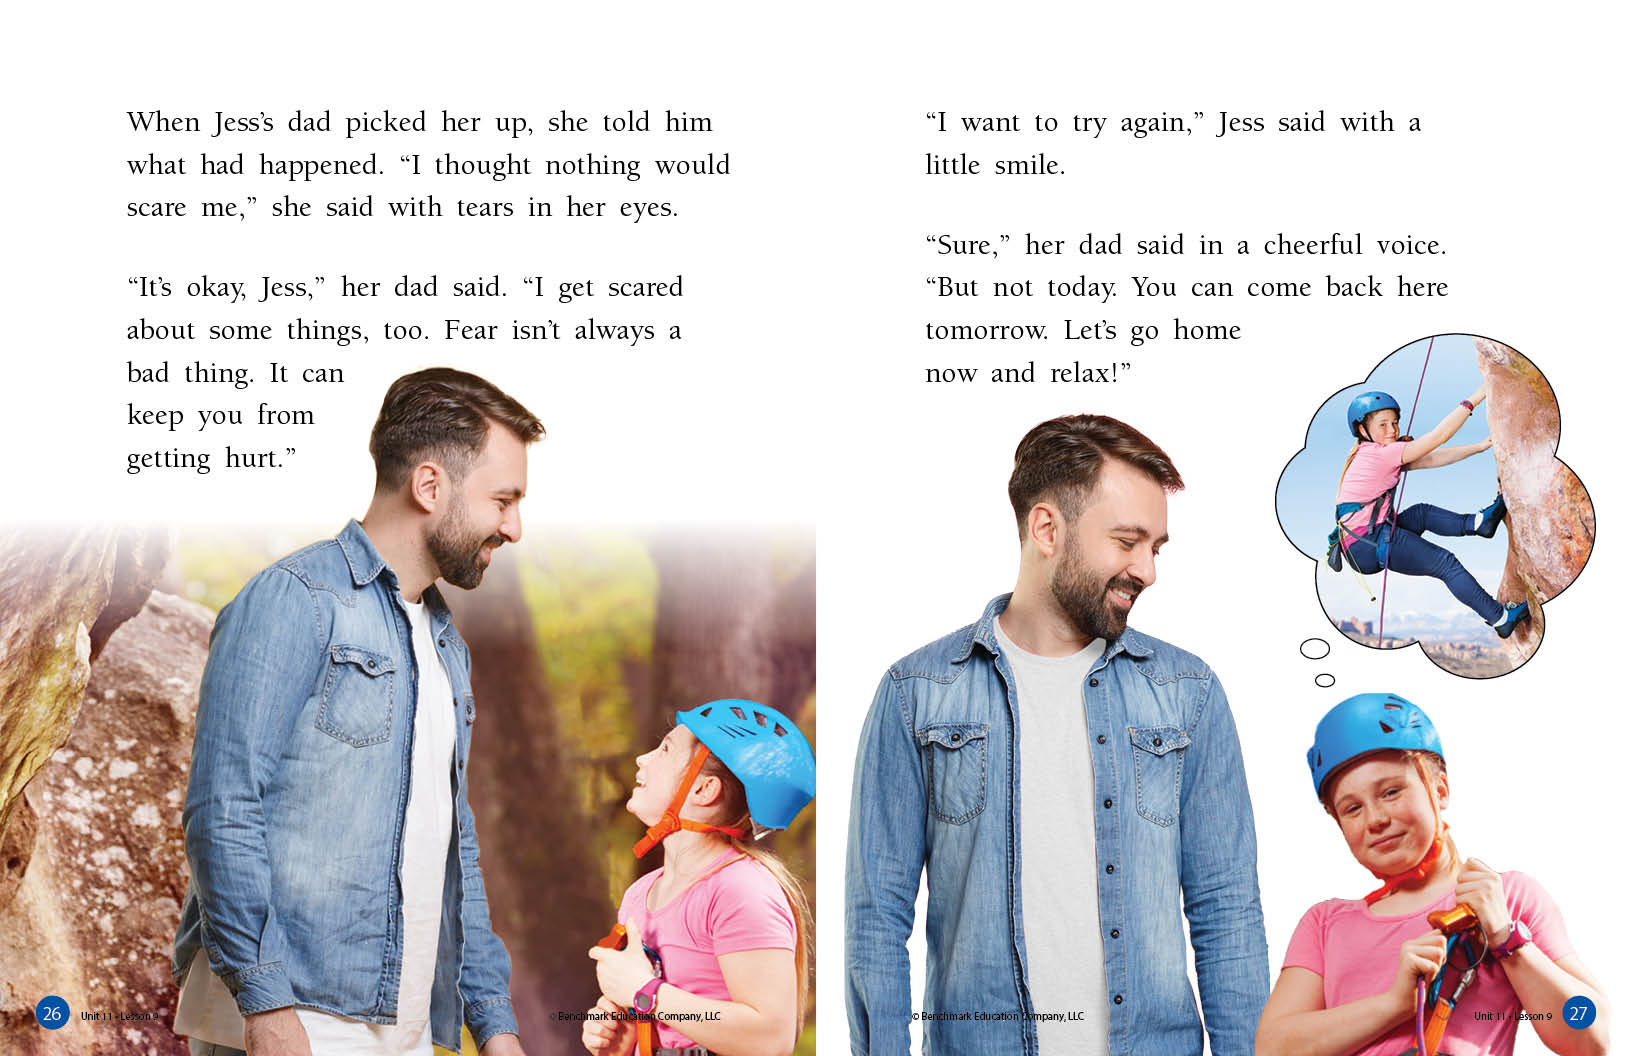 When Jess’s dad picked her up, she told him
what had happened. “I thought nothing would
scare me,” she said with tears in her eyes.
“It’s okay, Jess,” her dad said. “I get scared
about some things, too. Fear isn’t always a
bad thing. It can
keep you from
getting hurt.”
26 Unit 11 • Lesson 9
© Benchmark Education Company, LLC
“I want to try again,” Jess said with a
little smile.
“Sure,” her dad said in a cheerful voice.
“But not today. You can come back here
tomorrow. Let’s go home
now and relax!”
© Benchmark Education Company, LLC
Unit 11 • Lesson 9 27